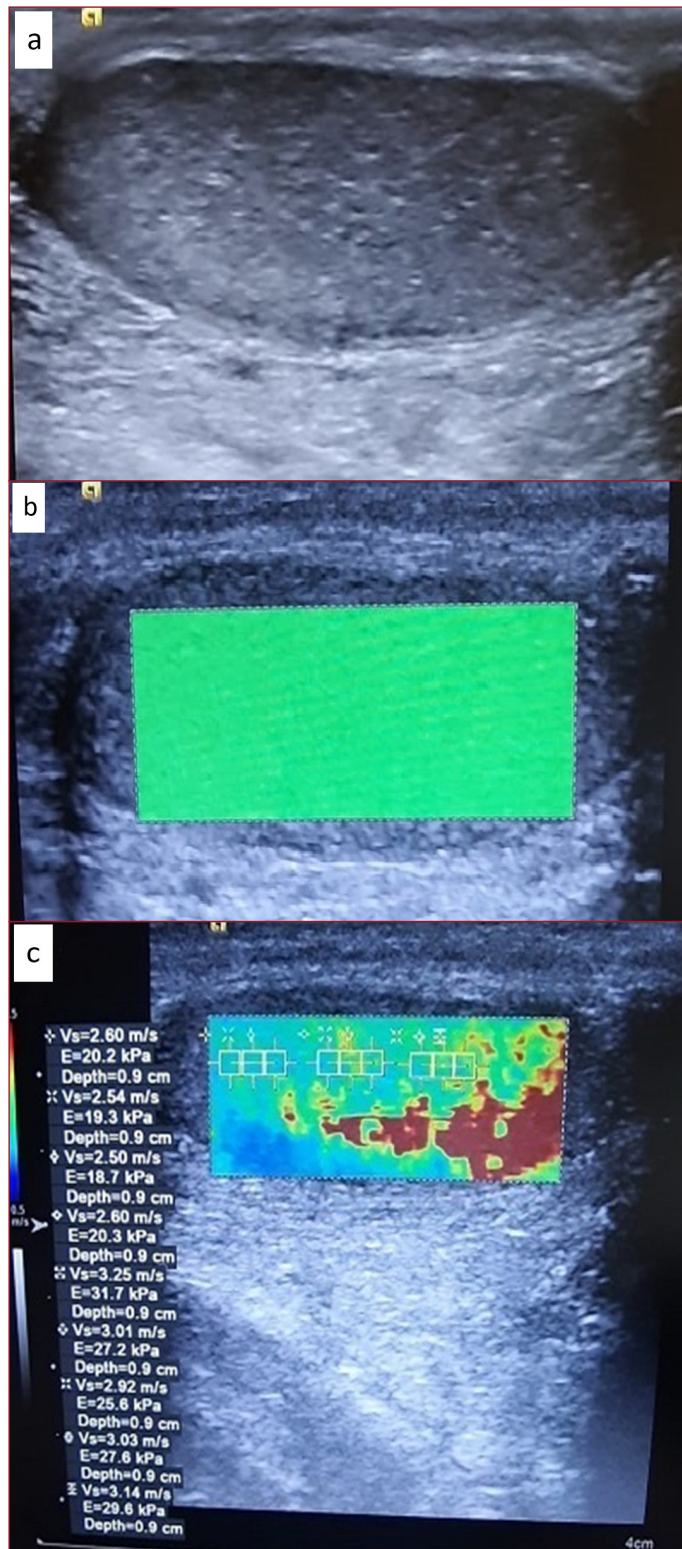 a
b
c
Vs=2.60 m/s
E=20.2 kPa
Depth=0.9 cm
Vs=2.54 m/s
E=19.3 kPa
Depth=0.9 cm
Vs=2.50 m/s
E=18.7 kPa
Depth=0.9 cm
Vs=2.60 m/s
E=20.3 kPa
Depth=0.9 cm
Vs=3.25 m/s
E=31.7 kPa
Depth=0.9 cm
Vs=3.01 m/s
E=27.2 kPa
Depth=0.9 cm
Vs=2.92 m/s
E=25.6 kPa
Depth=0.9 cm
Vs=3.03 m/s
E=27.6 kPa
Depth=0.9 cm
Vs=3.14 m/s
E=29.6 kPa
Depth=0.9 cm
5
0.5
m/s
4cm